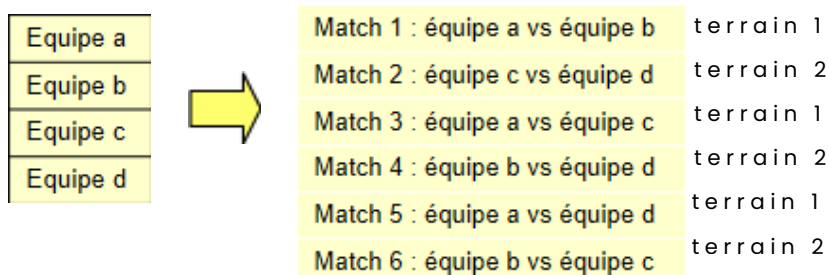 Equipe a
Equipe b
Equipe c
Equipe d
Match 1 : équipe a vs équipe b terrain 1
Match 2 : équipe c vs équipe d terrain 2
Match 3 : équipe a vs équipe c terrain 1
Match 4 : équipe b vs équipe d terrain 2
Match 5 : équipe a vs équipe d terrain 1
Match 6 : équipe b vs équipe c terrain 2